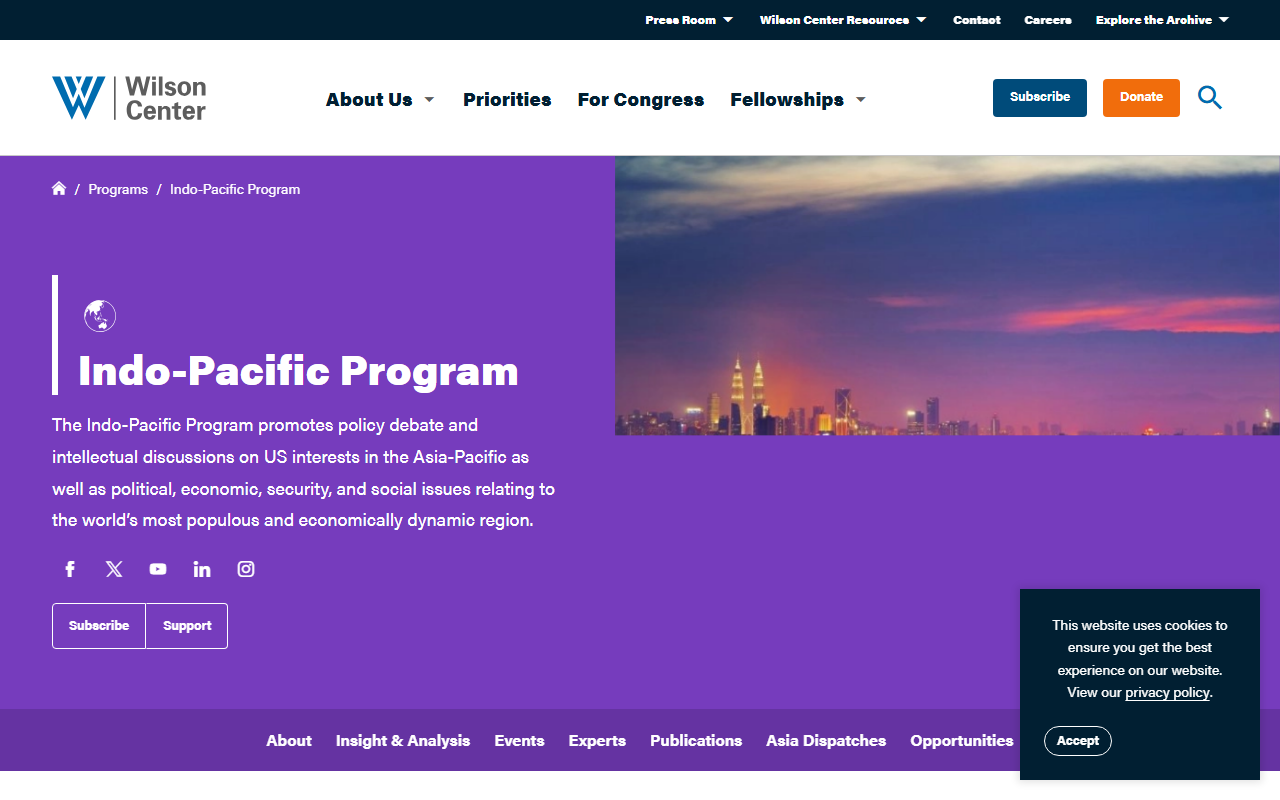 Press Room Wilson Center Resources Contact Careers Explore the Archive
Wilson
Center
About Us Priorities For Congress Fellowships
Subscribe Donate
/ Programs / Indo-Pacific Program
Indo-Pacific Program
The Indo-Pacific Program promotes policy debate and
intellectual discussions on US interests in the Asia-Pacific as
well as political, economic, security, and social issues relating to
the world’s most populous and economically dynamic region.
Subscribe Support
This website uses cookies to
ensure you get the best
experience on our website.
View our privacy policy.
Accept
About Insight & Analysis Events Experts Publications Asia Dispatches Opportunities